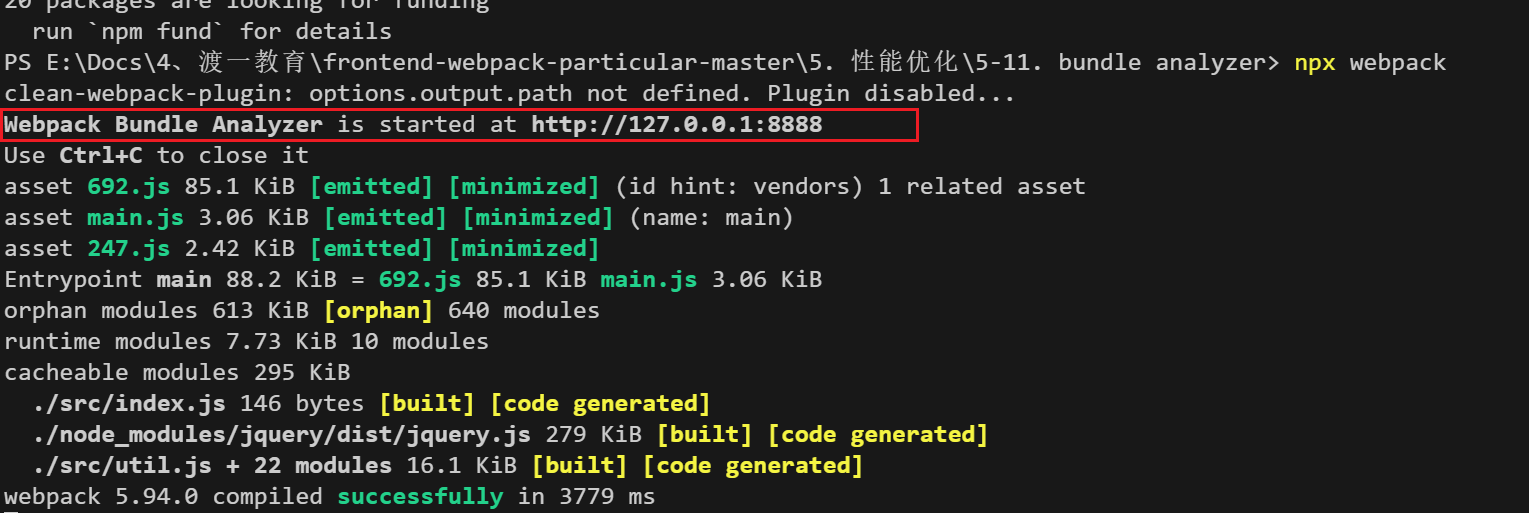 20 packages are looking for funding
run `npm fund` for details
PS E:\Docs\4、渡一教育\frontend-webpack-particular-master\5. 性能优化\5-11. bundle analyzer> npx webpack
clean-webpack-plugin: options.output.path not defined. Plugin disabled...
Webpack Bundle Analyzer is started at http://127.0.0.1:8888
Use Ctrl+C to close it
asset 692.js 85.1 KiB [emitted] [minimized] (id hint: vendors) 1 related asset
asset main.js 3.06 KiB [emitted] [minimized] (name: main)
asset 247.js 2.42 KiB [emitted] [minimized]
Entrypoint main 88.2 KiB = 692.js 85.1 KiB main.js 3.06 KiB
orphan modules 613 KiB [orphan] 640 modules
runtime modules 7.73 KiB 10 modules
cacheable modules 295 KiB
./src/index.js 146 bytes [built] [code generated]
./node_modules/jquery/dist/jquery.js 279 KiB [built] [code generated]
./src/util.js + 22 modules 16.1 KiB [built] [code generated]
webpack 5.94.0 compiled successfully in 3779 ms